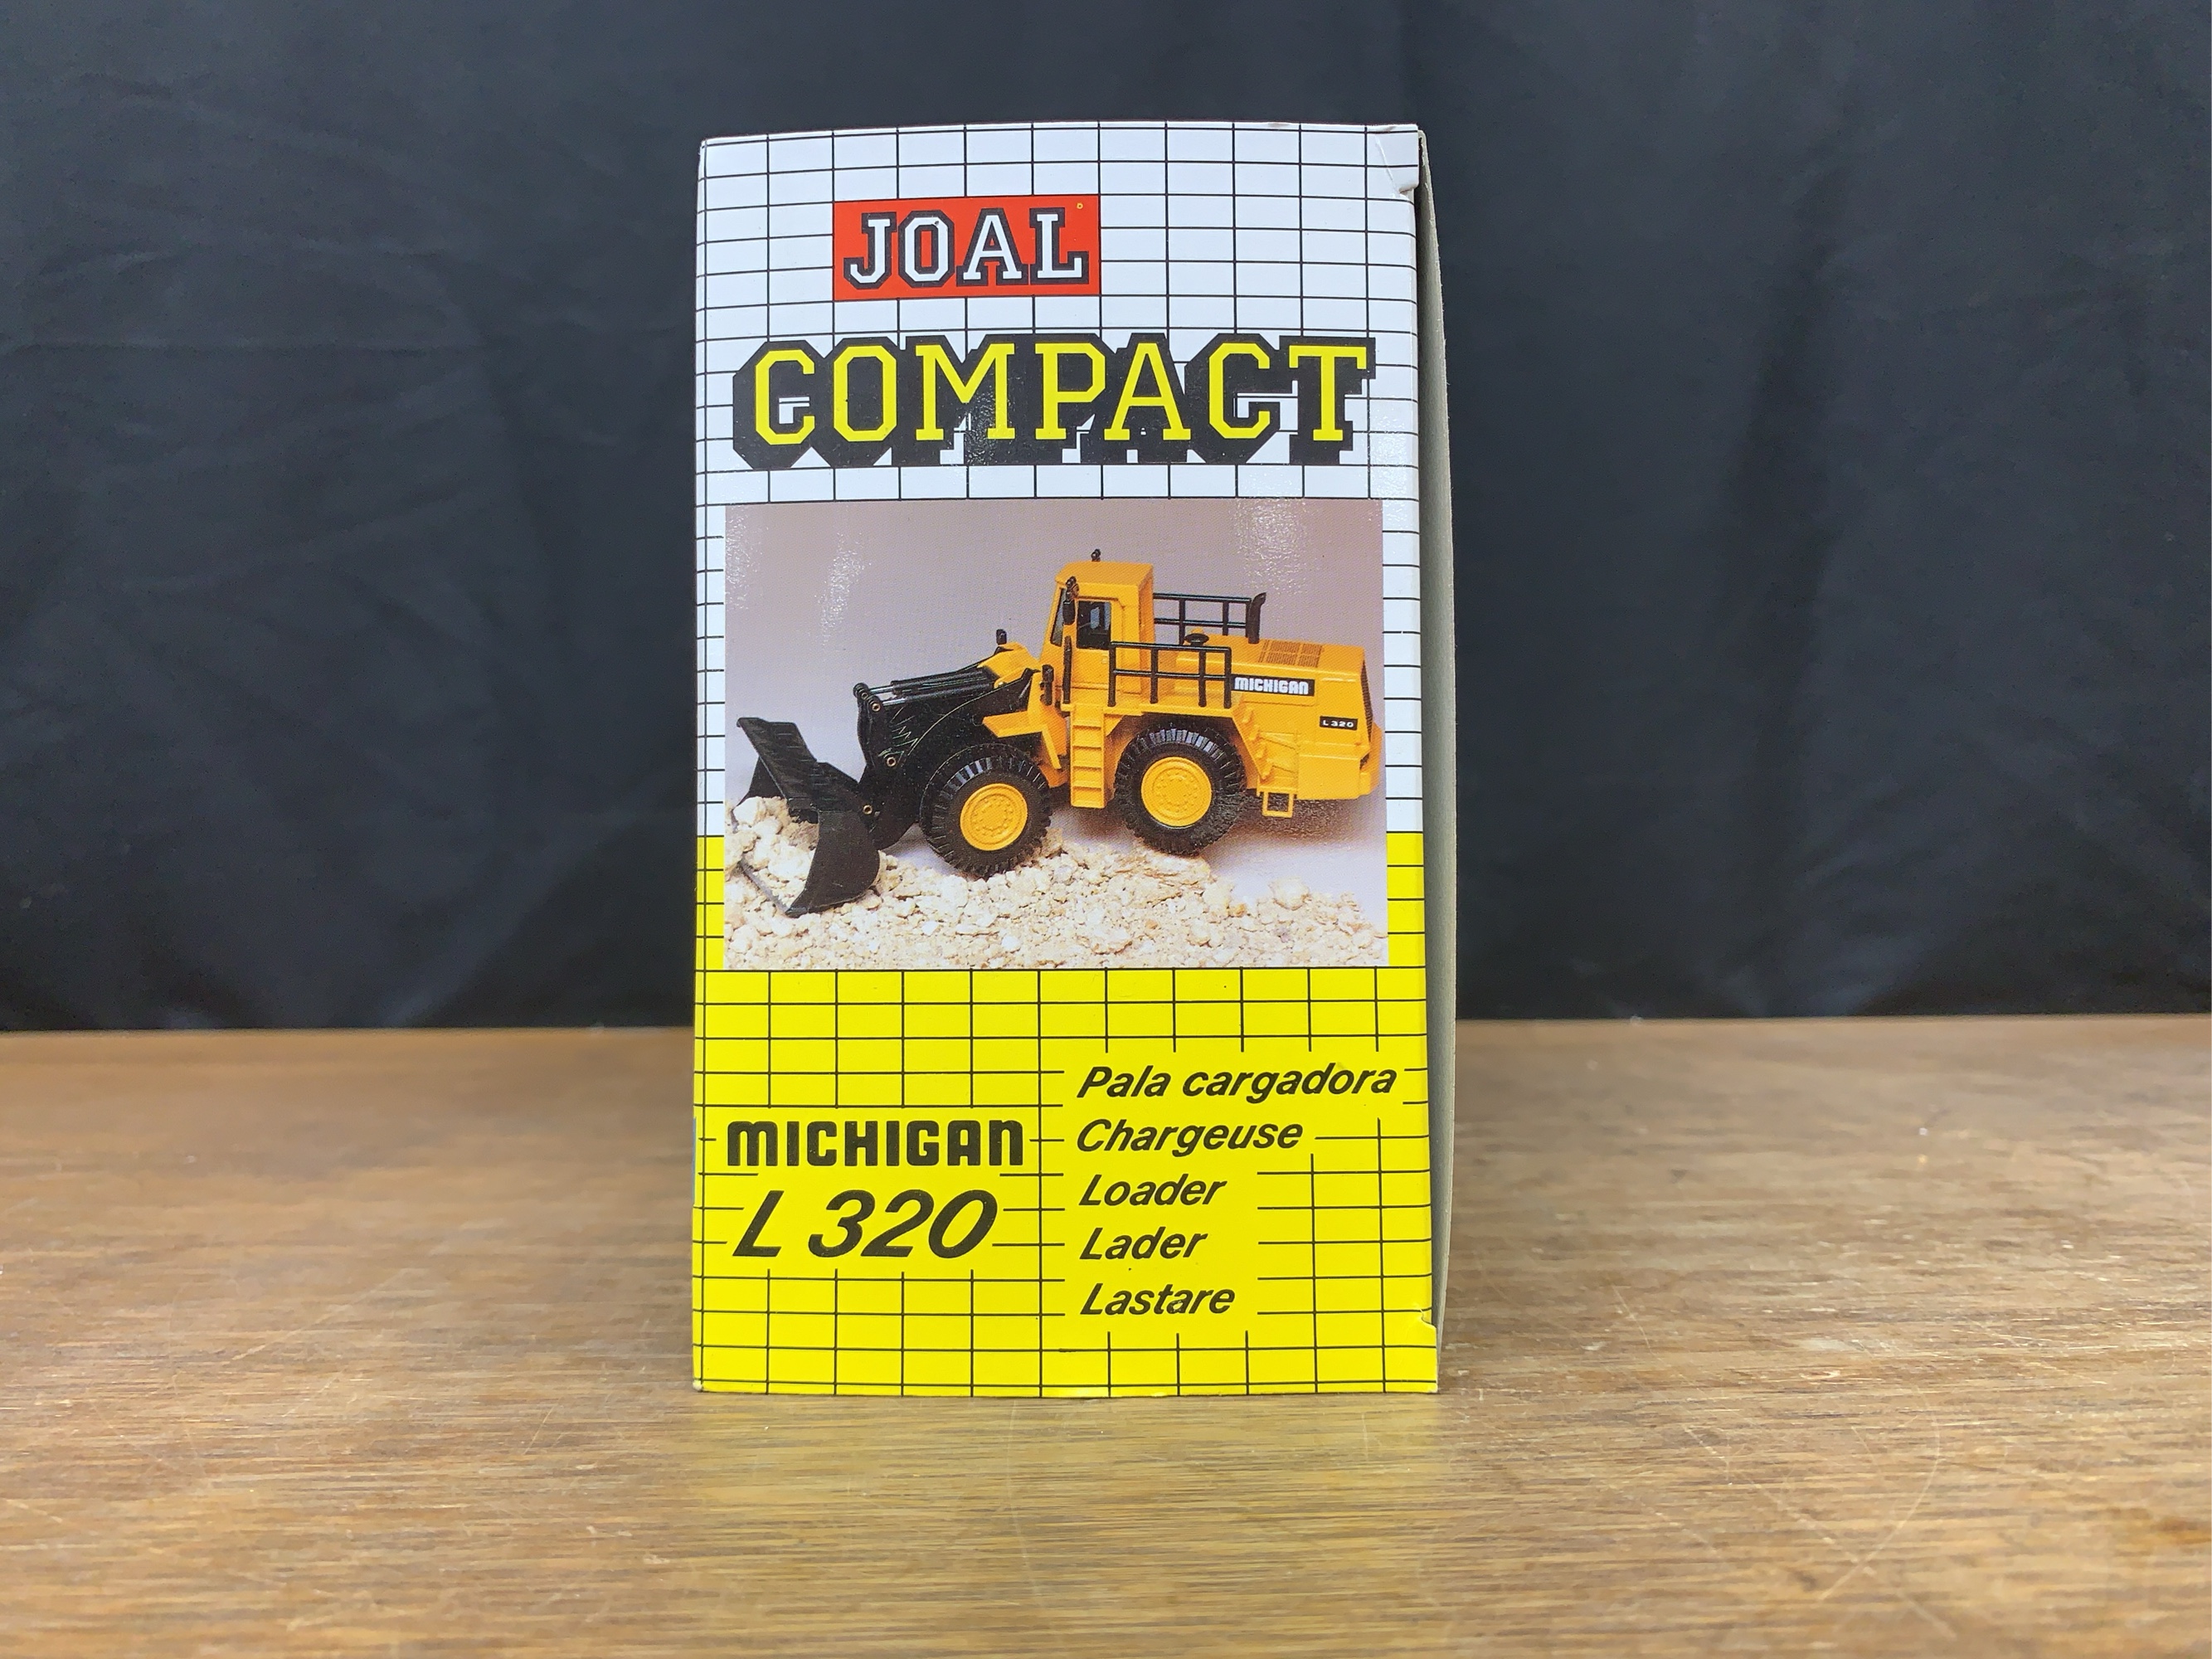 JOAL
COMPACT
MICHIGAN
L 320
MICHIGAN
L 320
Pala cargadora
Chargeuse
Loader
Lader
Lastare